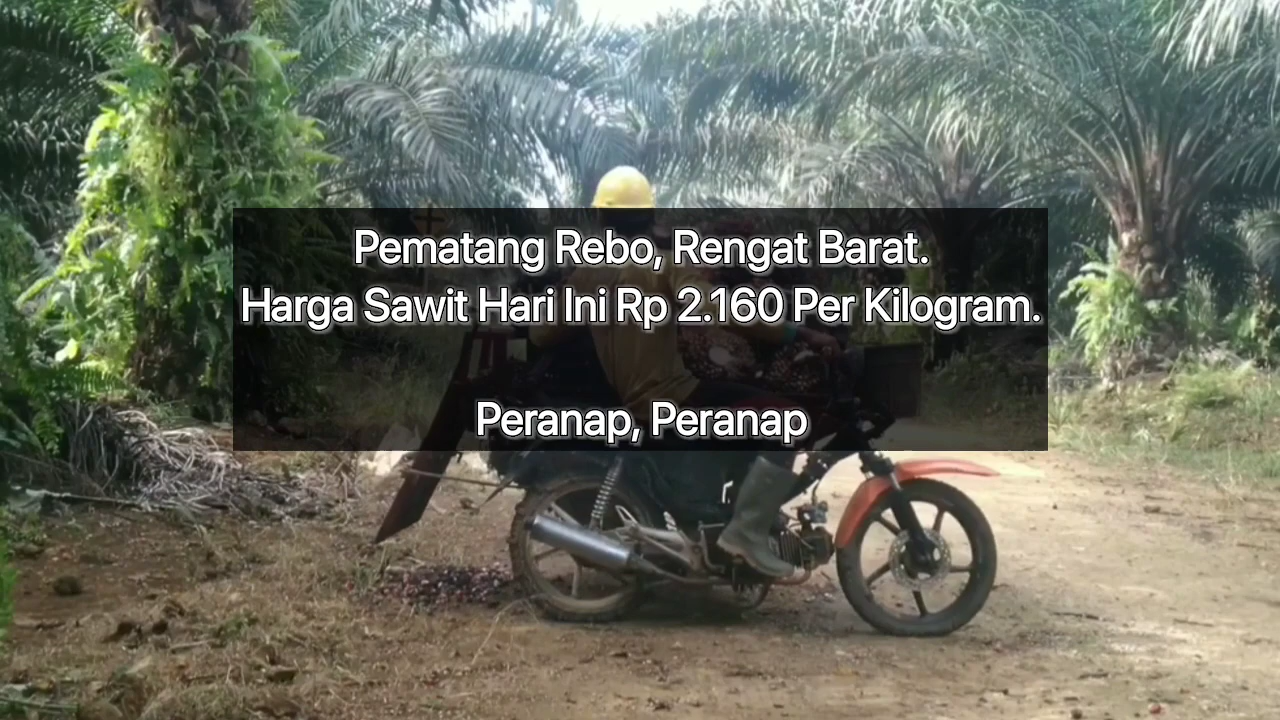 Pematang Rebo, Rengat Barat.
Harga Sawit Hari Ini Rp 2.160 Per Kilogram.
Peranap, Peranap